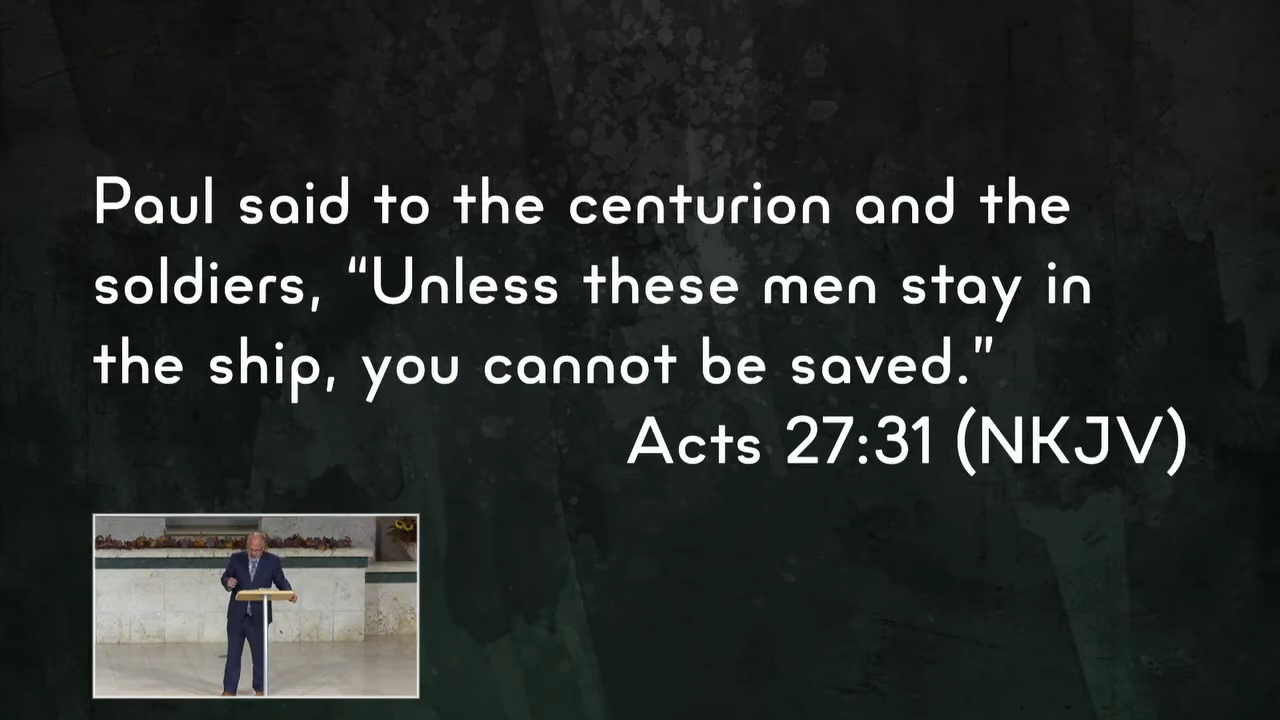 Paul said to the centurion and the
soldiers, “Unless these men stay in
the ship, you cannot be saved.”
Acts 27:31 (NKJV)